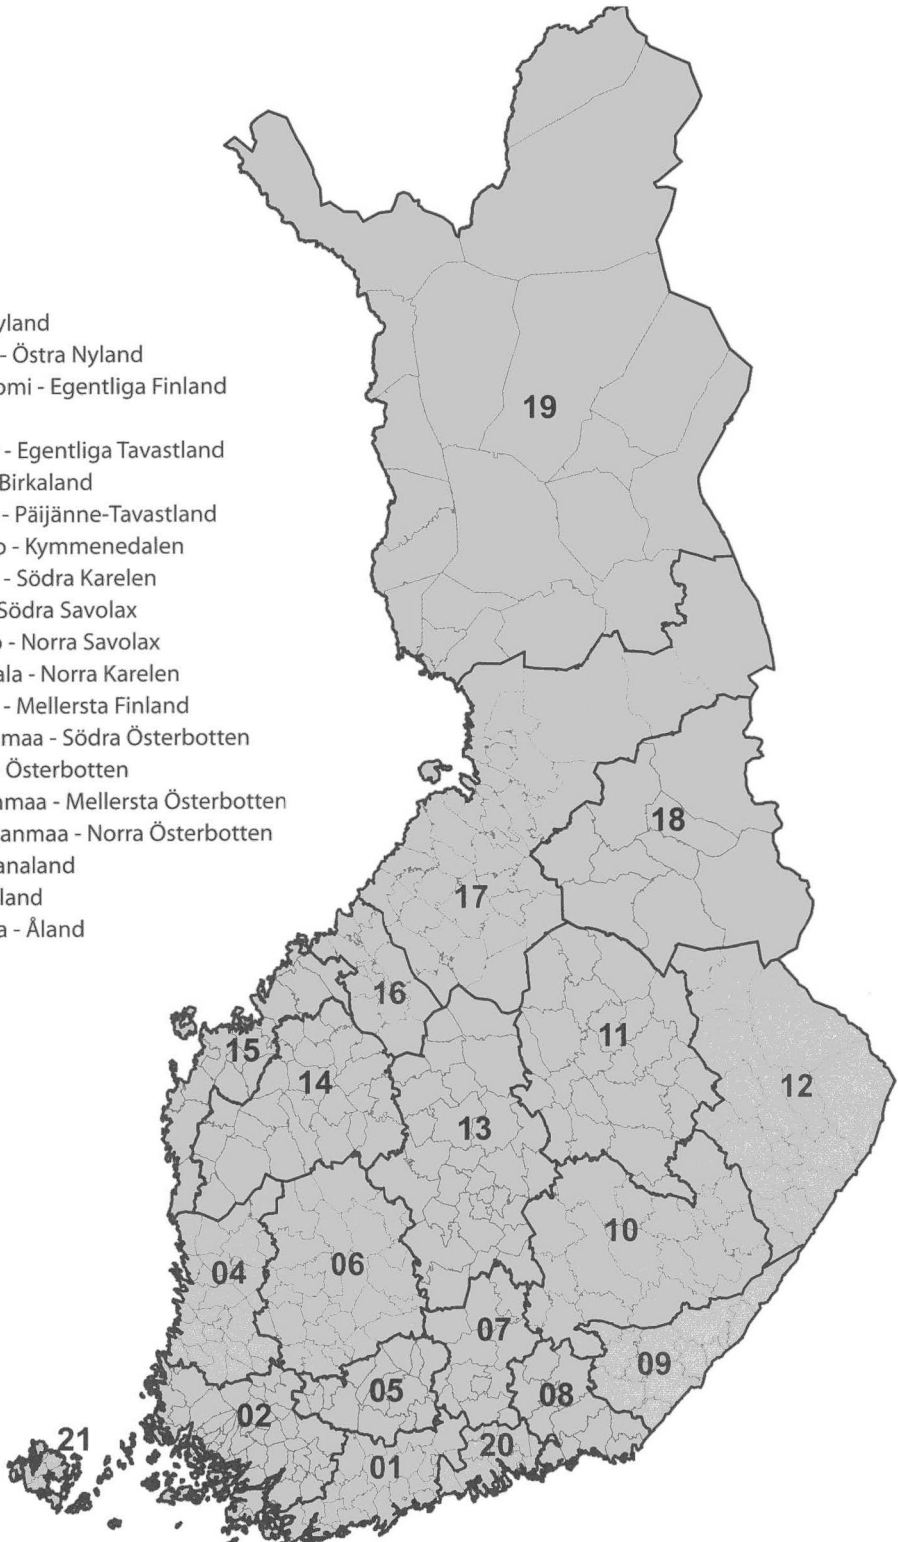 yland
- Östra Nyland
omi - Egentliga Finland
- Egentliga Tavastland
Birkaland
- Päijänne-Tavastland
o - Kymmenedalen
- Södra Karelen
Södra Savolax
o - Norra Savolax
ala - Norra Karelen
- Mellersta Finland
maa - Södra Österbotten
Österbotten
nmaa - Mellersta Österbotten
anmaa - Norra Österbotten
analand
land
a - Åland
19
18
17
16
11
15
14
12
13
10
06
04
07
09
05
08
02
21
20
01